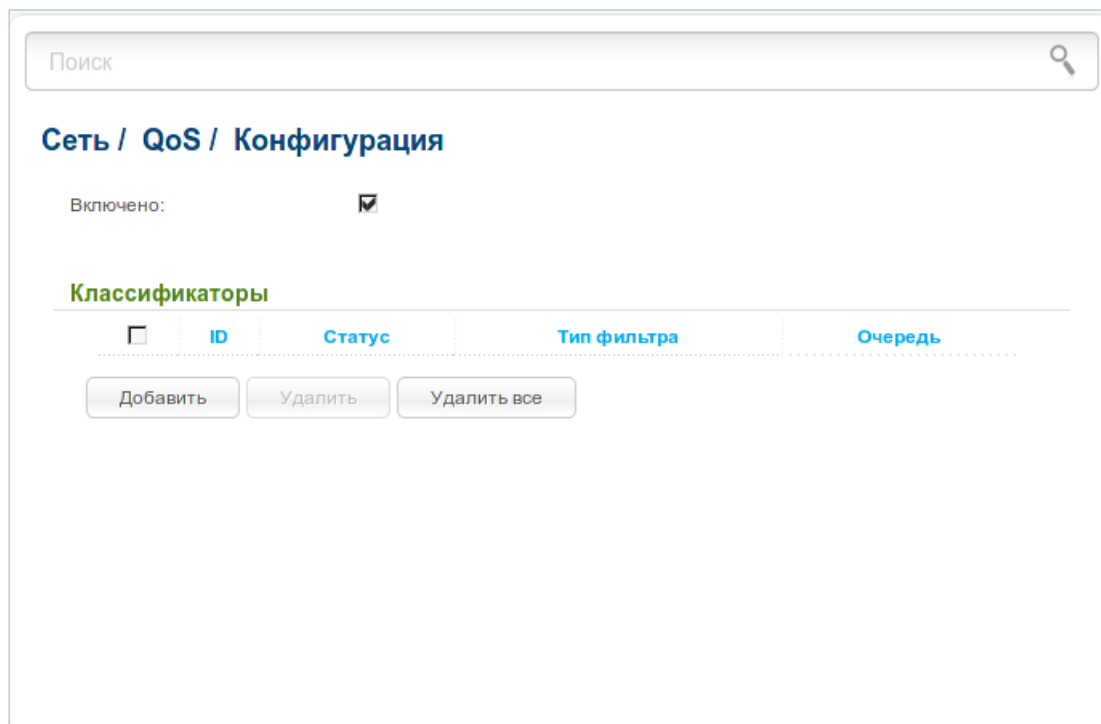 Поиск
Сеть / QoS / Конфигурация
Включено:
Классификаторы
ID Статус Тип фильтра Очередь
Добавить Удалить Удалить все